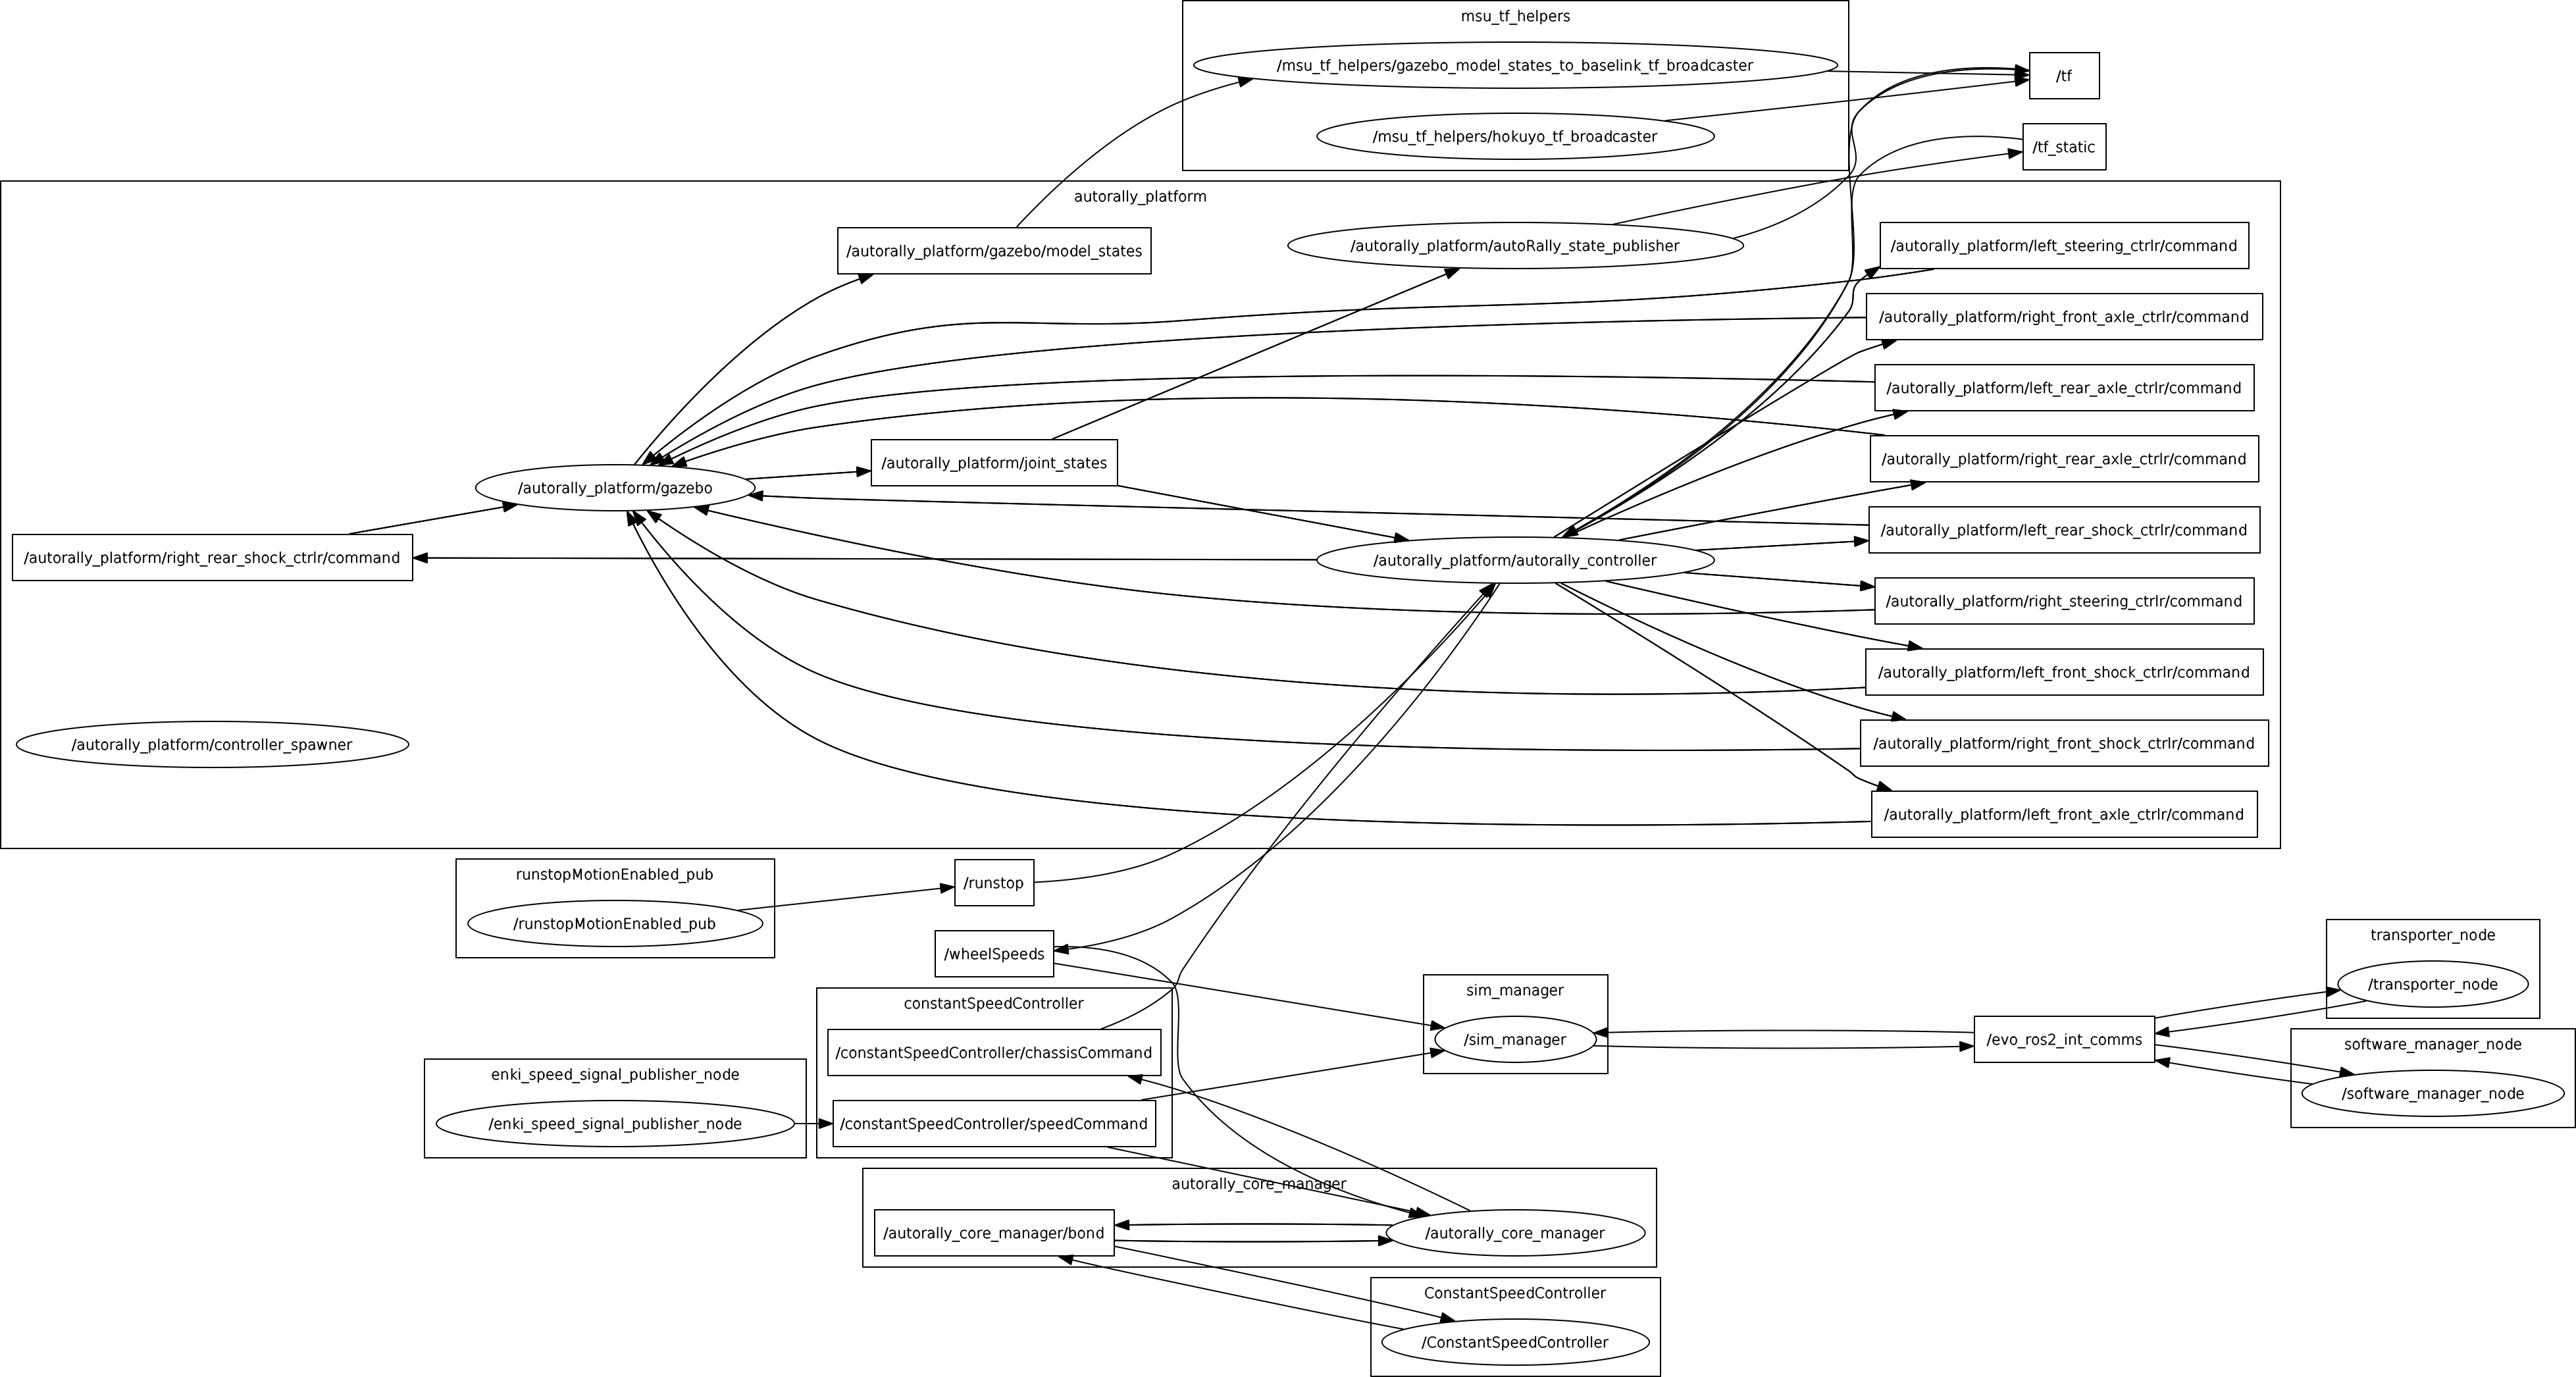 msu_tf_helpers
/msu_tf_helpers/gazebo_model_states_to_baselink_tf_broadcaster
/tf
/msu_tf_helpers/hokuyo_tf_broadcaster
/tf_static
autorally_platform
/autorally_platform/gazebo/model_states
/autorally_platform/autoRally_state_publisher
/autorally_platform/left_steering_ctrlr/command
/autorally_platform/right_front_axle_ctrlr/command
/autorally_platform/left_rear_axle_ctrlr/command
/autorally_platform/joint_states
/autorally_platform/right_rear_axle_ctrlr/command
/autorally_platform/gazebo
/autorally_platform/left_rear_shock_ctrlr/command
/autorally_platform/right_rear_shock_ctrlr/command
/autorally_platform/autorally_controller
/autorally_platform/right_steering_ctrlr/command
/autorally_platform/left_front_shock_ctrlr/command
/autorally_platform/controller_spawner
/autorally_platform/right_front_shock_ctrlr/command
/autorally_platform/left_front_axle_ctrlr/command
runstopMotionEnabled_pub
/runstop
/runstopMotionEnabled_pub
transporter_node
/wheelSpeeds
/transporter_node
sim_manager
constantSpeedController
/sim_manager
/evo_ros2_int_comms
/constantSpeedController/chassisCommand
software_manager_node
enki_speed_signal_publisher_node
/software_manager_node
/enki_speed_signal_publisher_node
/constantSpeedController/speedCommand
autorally_core_manager
/autorally_core_manager/bond
/autorally_core_manager
ConstantSpeedController
/ConstantSpeedController